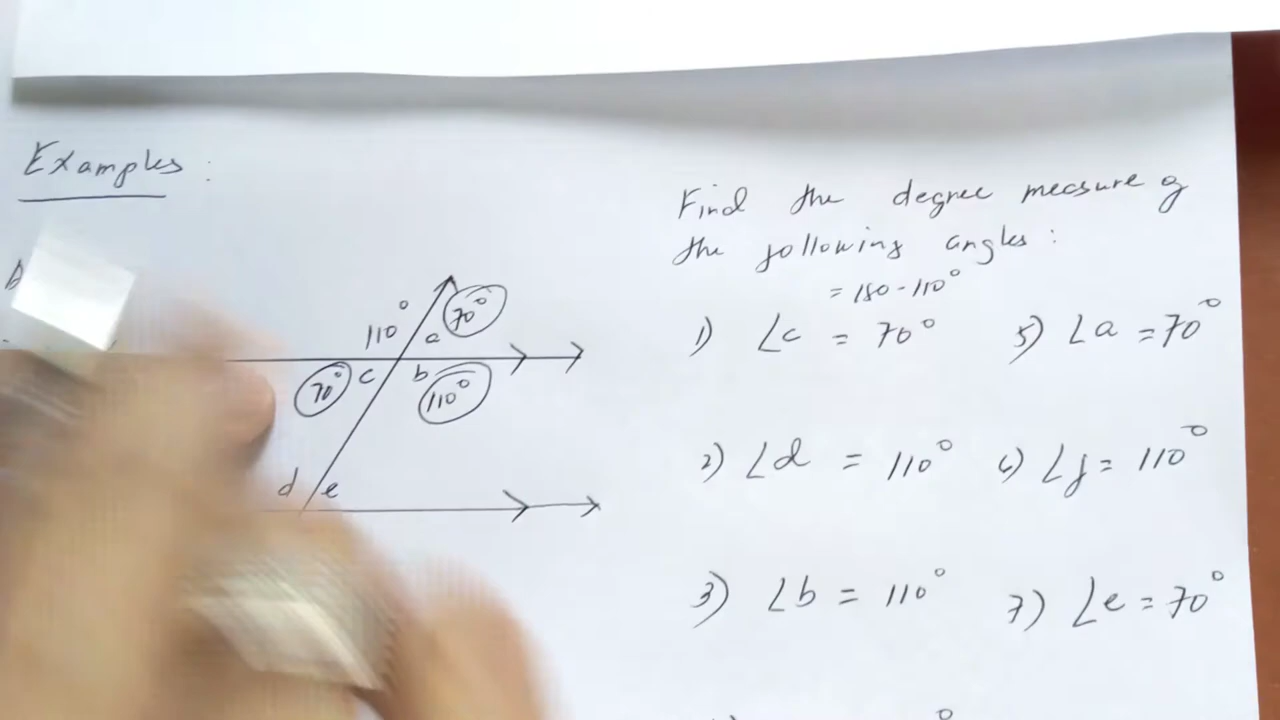 Examples :
Find the degree measure of
the following angles :
= 180 - 110°
1) ∠c = 70° 5) ∠a = 70°
2) ∠d = 110° 6) ∠f = 110°
3) ∠b = 110° 7) ∠e = 70°
110° 70°
a
70° c b
110°
d e